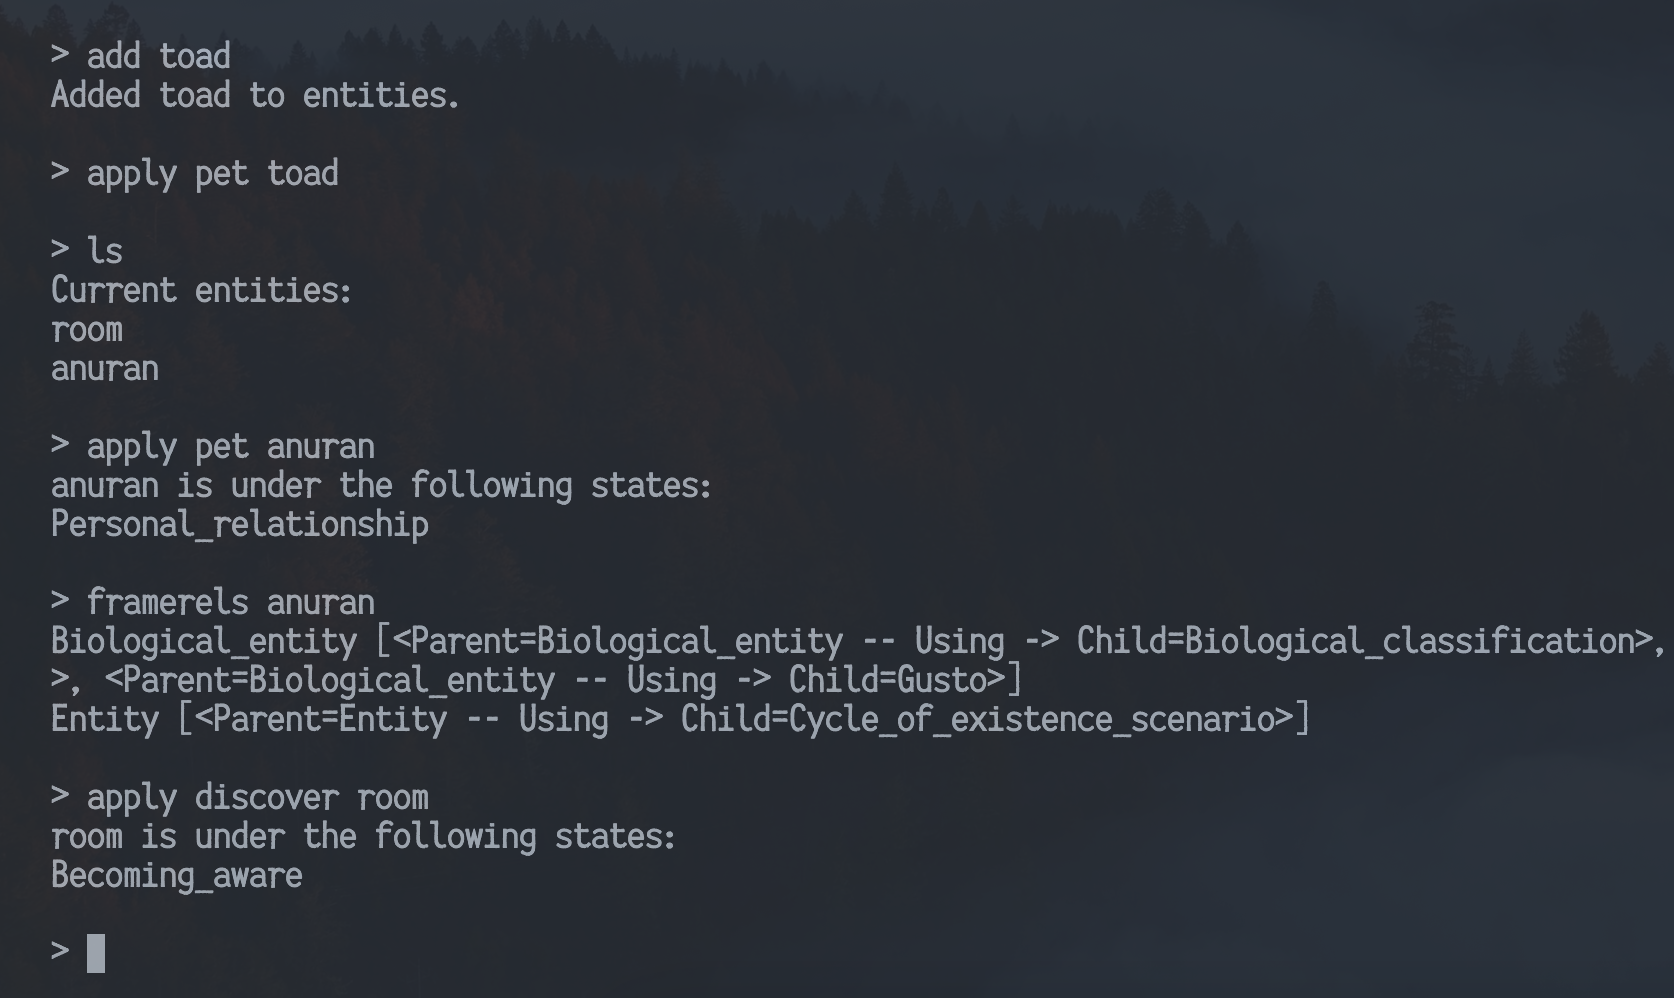 > add toad
Added toad to entities.
> apply pet toad
> ls
Current entities:
room
anuran
> apply pet anuran
anuran is under the following states:
Personal_relationship
> framerels anuran
Biological_entity [<Parent=Biological_entity -- Using -> Child=Biological_classification>,
>, <Parent=Biological_entity -- Using -> Child=Gusto>]
Entity [<Parent=Entity -- Using -> Child=Cycle_of_existence_scenario>]
> apply discover room
room is under the following states:
Becoming_aware
>